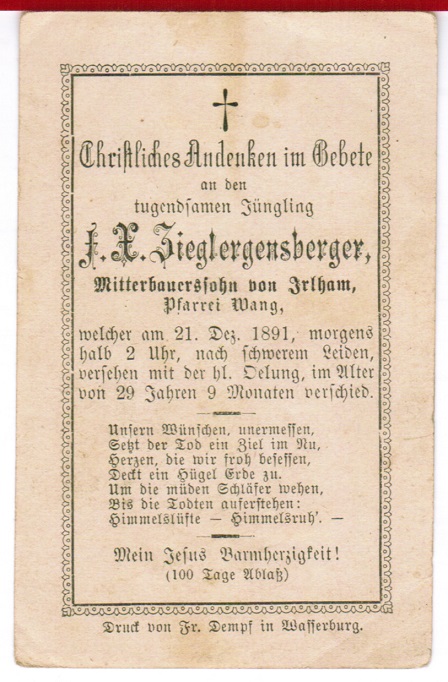 Christliches Andenken im Gebete
an den
tugendsamen Jüngling
F. X. Zieglergensberger,
Mitterbauerssohn von Irlham,
Pfarrei Wang,
welcher am 21. Dez. 1891, morgens
halb 2 Uhr, nach schwerem Leiden,
versehen mit der hl. Oelung, im Alter
von 29 Jahren 9 Monaten verschied.
Unsern Wünschen, unermessen,
Setzt der Tod ein Ziel im Nu,
Herzen, die wir froh besessen,
Deckt ein Hügel Erde zu.
Um die müden Schläfer wehen,
Bis die Todten auferstehen:
Himmelslüfte — Himmelsruh'. —
Mein Jesus Barmherzigkeit!
(100 Tage Ablaß)
Druck von Fr. Dempf in Wasserburg.